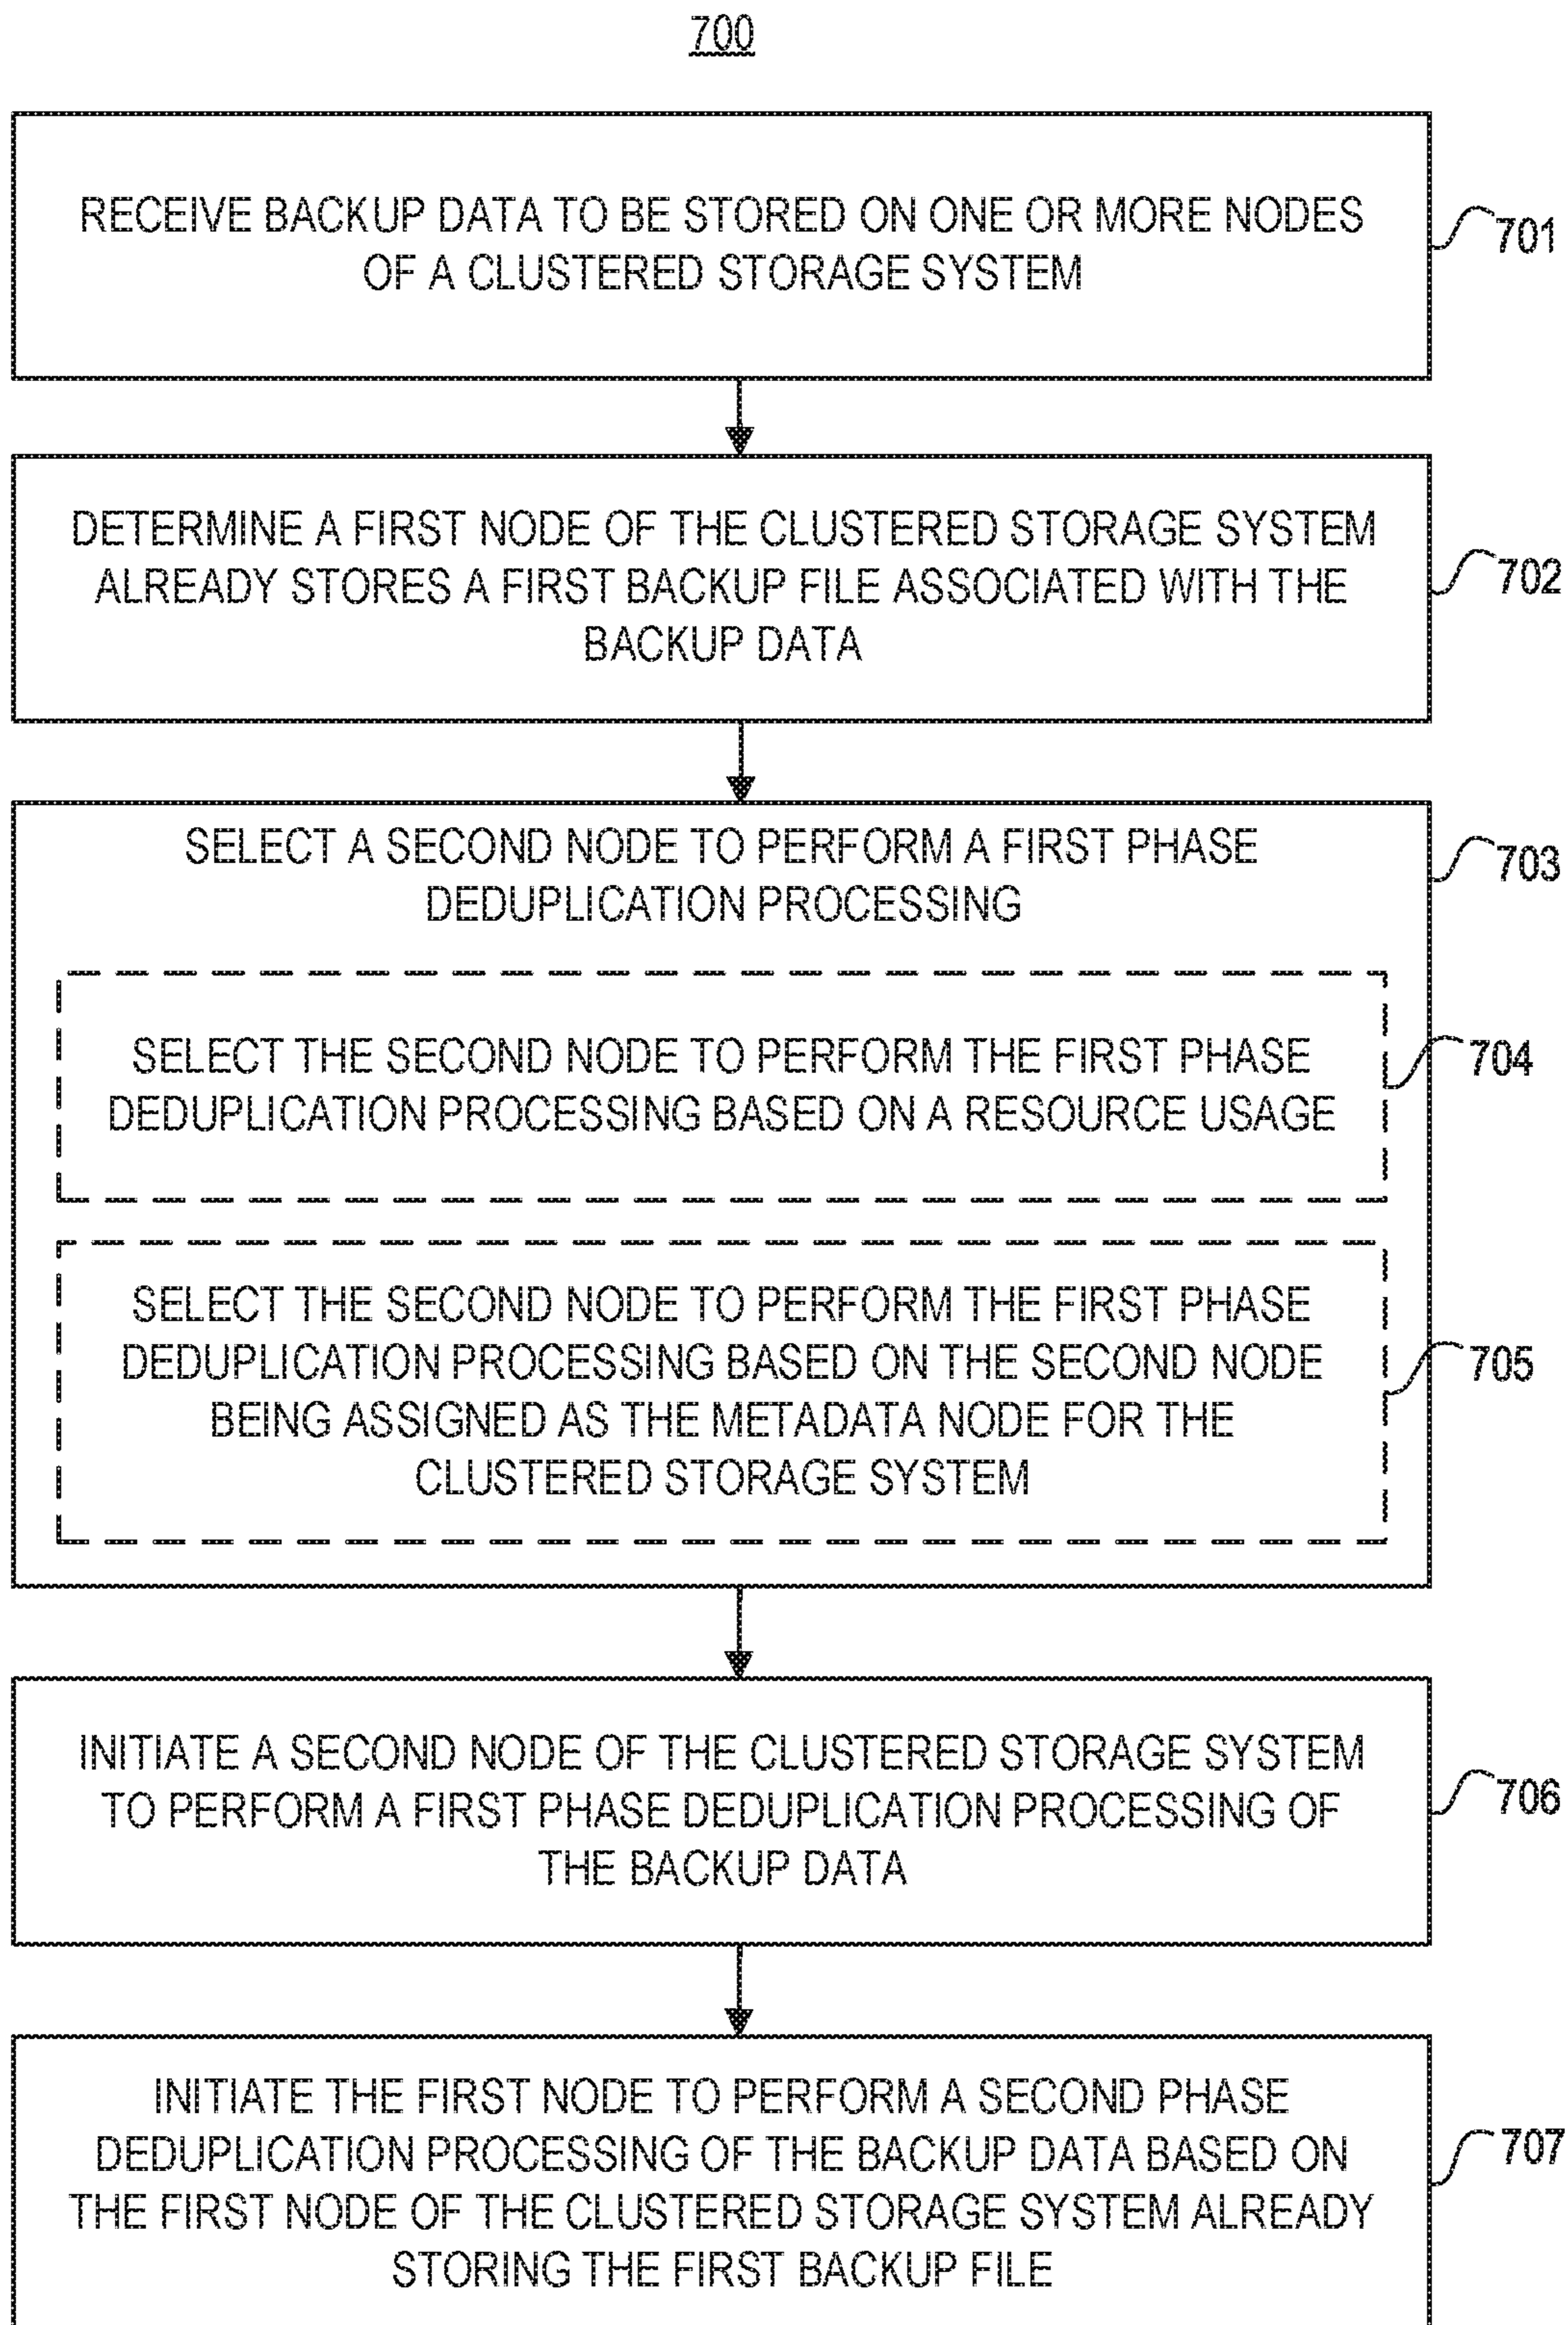 700
RECEIVE BACKUP DATA TO BE STORED ON ONE OR MORE NODES
OF A CLUSTERED STORAGE SYSTEM
701
DETERMINE A FIRST NODE OF THE CLUSTERED STORAGE SYSTEM
ALREADY STORES A FIRST BACKUP FILE ASSOCIATED WITH THE
BACKUP DATA
702
SELECT A SECOND NODE TO PERFORM A FIRST PHASE
DEDUPLICATION PROCESSING
703
SELECT THE SECOND NODE TO PERFORM THE FIRST PHASE
DEDUPLICATION PROCESSING BASED ON A RESOURCE USAGE
704
SELECT THE SECOND NODE TO PERFORM THE FIRST PHASE
DEDUPLICATION PROCESSING BASED ON THE SECOND NODE
BEING ASSIGNED AS THE METADATA NODE FOR THE
CLUSTERED STORAGE SYSTEM
705
INITIATE A SECOND NODE OF THE CLUSTERED STORAGE SYSTEM
TO PERFORM A FIRST PHASE DEDUPLICATION PROCESSING OF
THE BACKUP DATA
706
INITIATE THE FIRST NODE TO PERFORM A SECOND PHASE
DEDUPLICATION PROCESSING OF THE BACKUP DATA BASED ON
THE FIRST NODE OF THE CLUSTERED STORAGE SYSTEM ALREADY
STORING THE FIRST BACKUP FILE
707